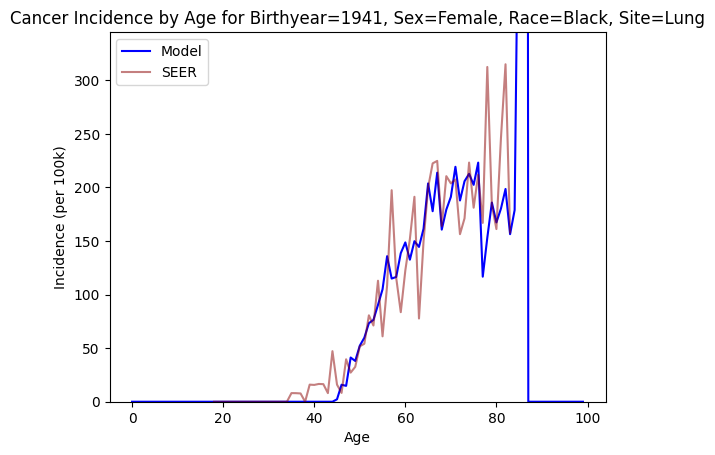 Cancer Incidence by Age for Birthyear=1941, Sex=Female, Race=Black, Site=Lung
Model
SEER
Incidence (per 100k)
300
250
200
150
100
50
0
0 20 40 60 80 100
Age